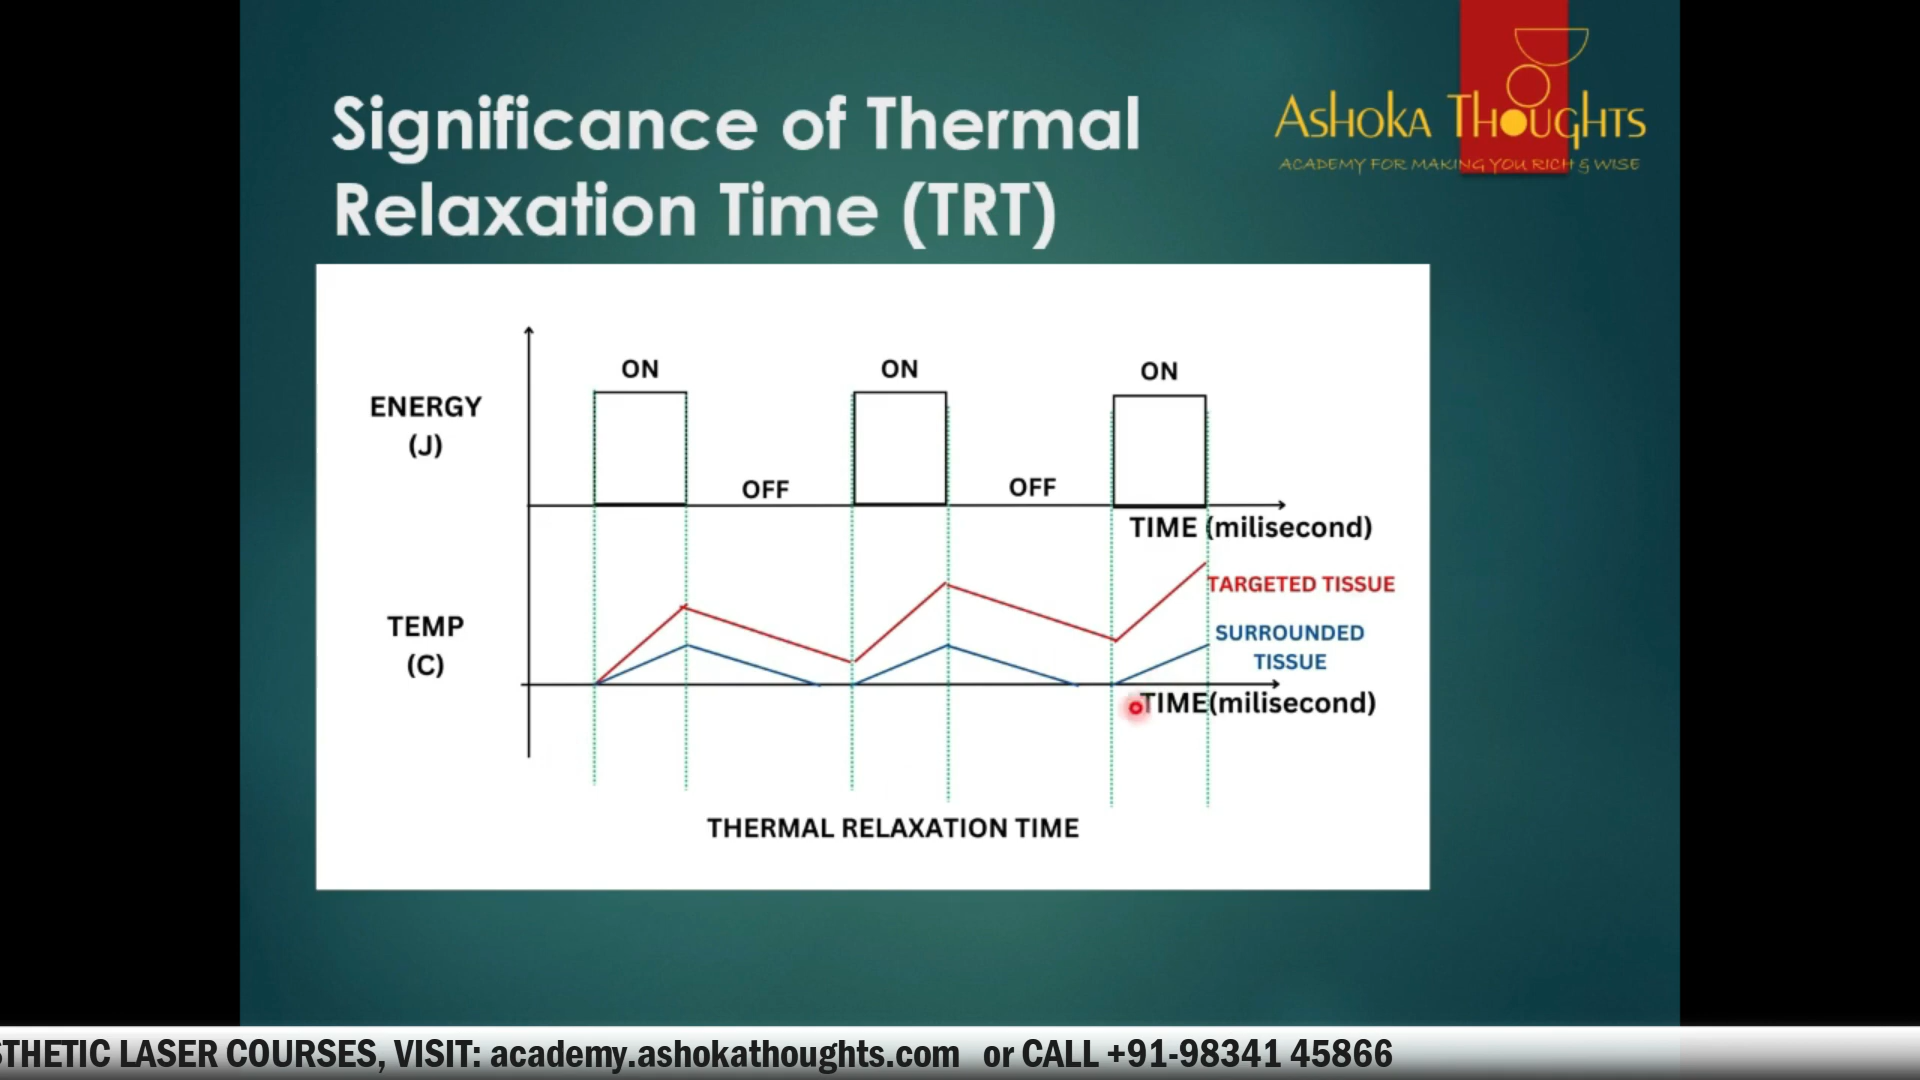 Significance of Thermal
Relaxation Time (TRT)
ASHOKA THOUGHTS
ACADEMY FOR MAKING YOU RICH & WISE
ON
ON
ON
ENERGY
(J)
OFF
OFF
TIME (milisecond)
TARGETED TISSUE
TEMP
(C)
SURROUNDED
TISSUE
TIME(milisecond)
THERMAL RELAXATION TIME
STHETIC LASER COURSES, VISIT: academy.ashokathoughts.com or CALL +91-98341 45866